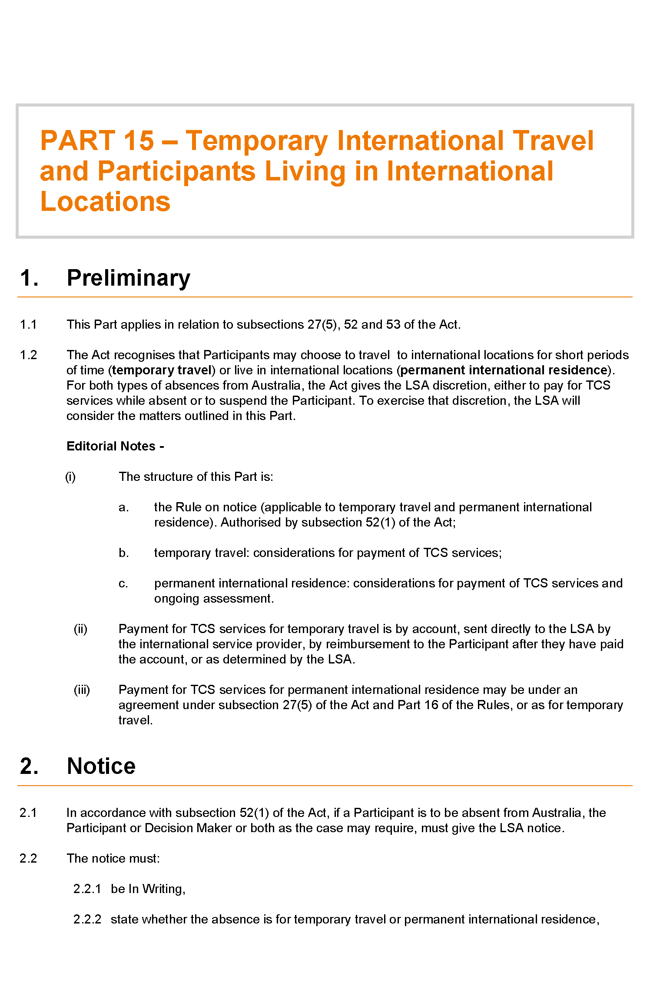 PART 15 – Temporary International Travel
and Participants Living in International
Locations
1. Preliminary
1.1 This Part applies in relation to subsections 27(5), 52 and 53 of the Act.
1.2 The Act recognises that Participants may choose to travel  to international locations for short periods
of time (temporary travel) or live in international locations (permanent international residence).
For both types of absences from Australia, the Act gives the LSA discretion, either to pay for TCS
services while absent or to suspend the Participant. To exercise that discretion, the LSA will
consider the matters outlined in this Part.
Editorial Notes -
(i) The structure of this Part is:
a. the Rule on notice (applicable to temporary travel and permanent international
residence). Authorised by subsection 52(1) of the Act;
b. temporary travel: considerations for payment of TCS services;
c. permanent international residence: considerations for payment of TCS services and
ongoing assessment.
(ii) Payment for TCS services for temporary travel is by account, sent directly to the LSA by
the international service provider, by reimbursement to the Participant after they have paid
the account, or as determined by the LSA.
(iii) Payment for TCS services for permanent international residence may be under an
agreement under subsection 27(5) of the Act and Part 16 of the Rules, or as for temporary
travel.
2. Notice
2.1 In accordance with subsection 52(1) of the Act, if a Participant is to be absent from Australia, the
Participant or Decision Maker or both as the case may require, must give the LSA notice.
2.2 The notice must:
2.2.1 be In Writing,
2.2.2 state whether the absence is for temporary travel or permanent international residence,